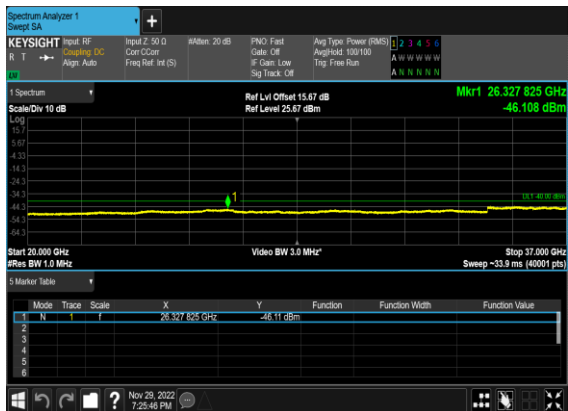 Spectrum Analyzer 1
Swept SA
KEYSIGHT
R T
Input: RF
Coupling: DC
Align: Auto
Input Z: 50 Ω
Corr CCorr
Freq Ref: Int (S)
#Atten: 20 dB
PNO: Fast
Gate: Off
IF Gain: Low
Sig Track: Off
Avg Type: Power (RMS)
Avg|Hold: 100/100
Trig: Free Run
1 2 3 4 5 6
A W W W W W
A N N N N N
1 Spectrum
Scale/Div 10 dB
Ref Lvl Offset 15.67 dB
Ref Level 25.67 dBm
Mkr1 26.327 825 GHz
-46.108 dBm
Log
15.7
5.67
-4.33
-14.3
-24.3
-34.3
-44.3
-54.3
-64.3
1
DL1 -40.00 dBm
Start 20.000 GHz
#Res BW 1.0 MHz
Video BW 3.0 MHz*
Stop 37.000 GHz
Sweep ~33.9 ms (40001 pts)
5 Marker Table
Mode Trace Scale X Y Function Function Width Function Value
1 N 1 f 26.327 825 GHz -46.11 dBm
2
3
4
5
6
Nov 29, 2022
7:25:46 PM